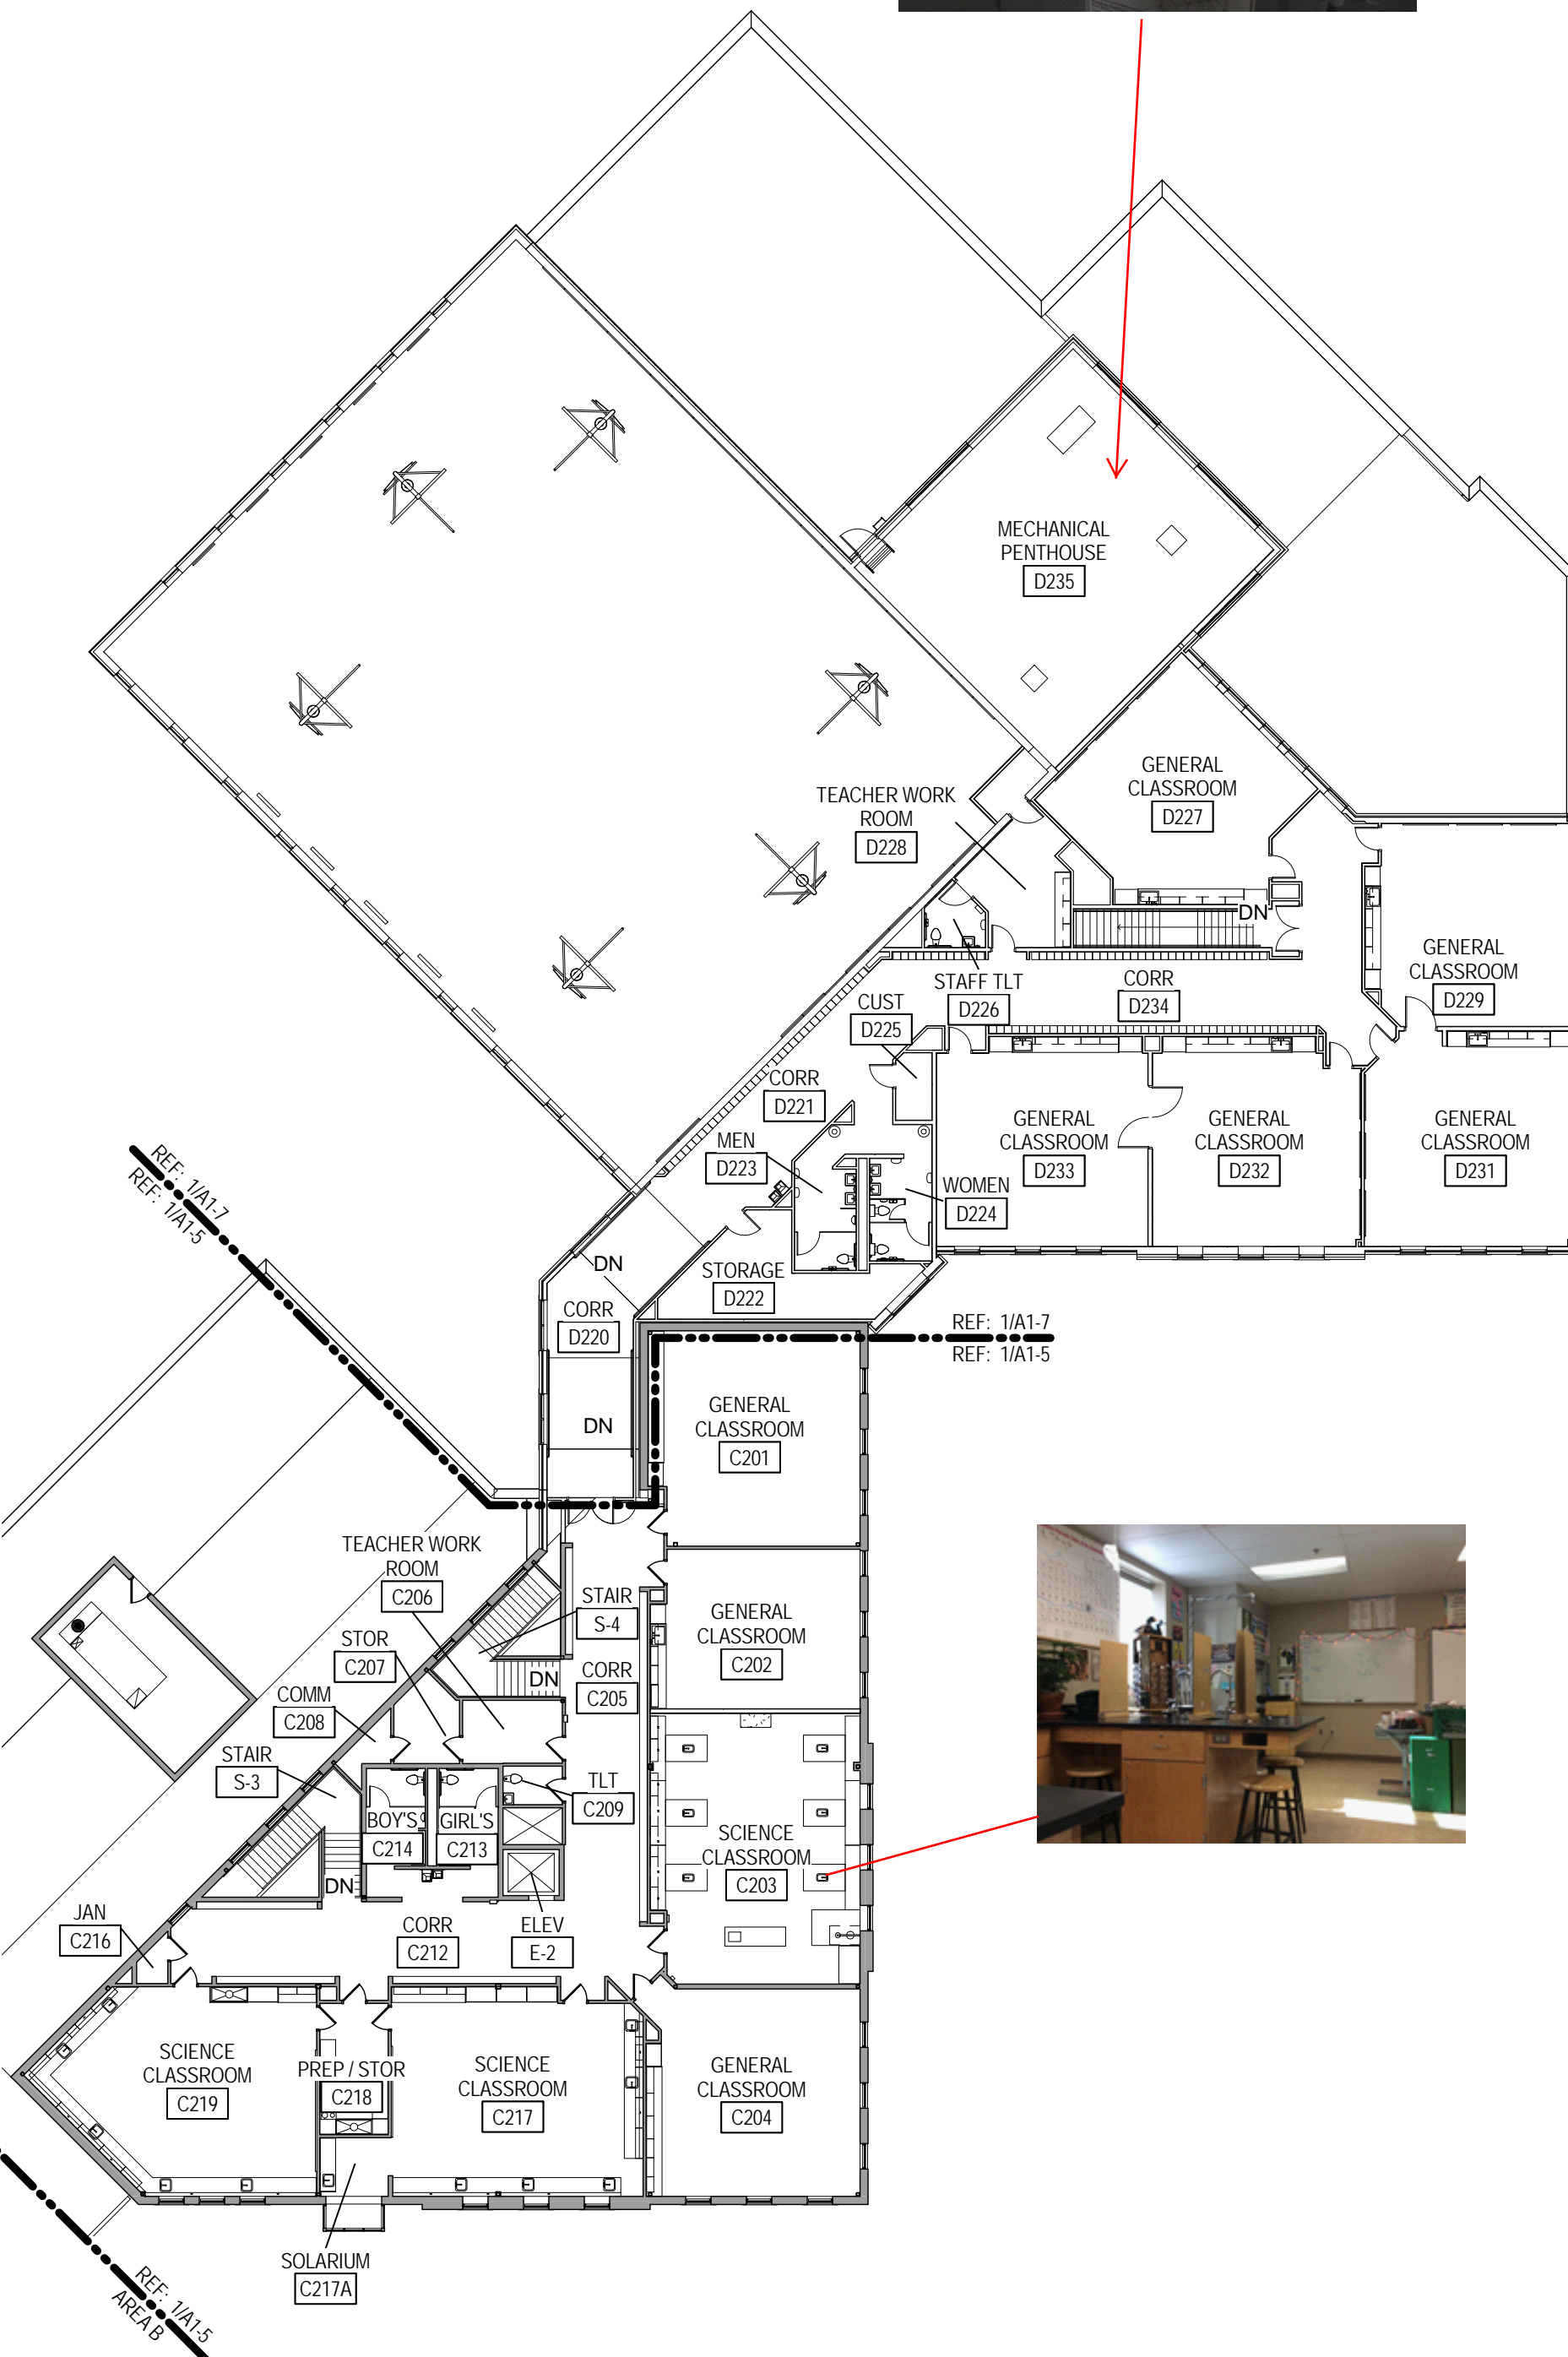 MECHANICAL
PENTHOUSE
D235
GENERAL
CLASSROOM
D227
TEACHER WORK
ROOM
D228
DN
GENERAL
CLASSROOM
D229
STAFF TLT
D226
CORR
D234
CUST
D225
CORR
D221
GENERAL
CLASSROOM
D233
GENERAL
CLASSROOM
D232
GENERAL
CLASSROOM
D231
MEN
D223
WOMEN
D224
REF: 1/A1-7
REF: 1/A1-5
DN
STORAGE
D222
CORR
D220
REF: 1/A1-7
REF: 1/A1-5
DN
GENERAL
CLASSROOM
C201
TEACHER WORK
ROOM
C206
STAIR
S-4
GENERAL
CLASSROOM
C202
STOR
C207
DN
CORR
C205
COMM
C208
STAIR
S-3
TLT
C209
BOY'S
C214
GIRL'S
C213
SCIENCE
CLASSROOM
C203
DN
JAN
C216
CORR
C212
ELEV
E-2
SCIENCE
CLASSROOM
C219
PREP / STOR
C218
SCIENCE
CLASSROOM
C217
GENERAL
CLASSROOM
C204
SOLARIUM
C217A
REF: 1/A1-5
AREA B